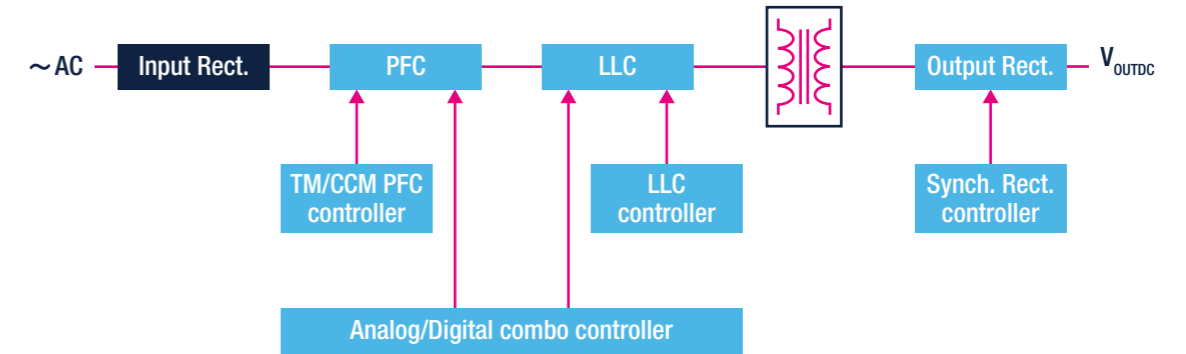 ~AC
Input Rect.
PFC
LLC
Output Rect.
VOUTDC
TM/CCM PFC
controller
LLC
controller
Synch. Rect.
controller
Analog/Digital combo controller